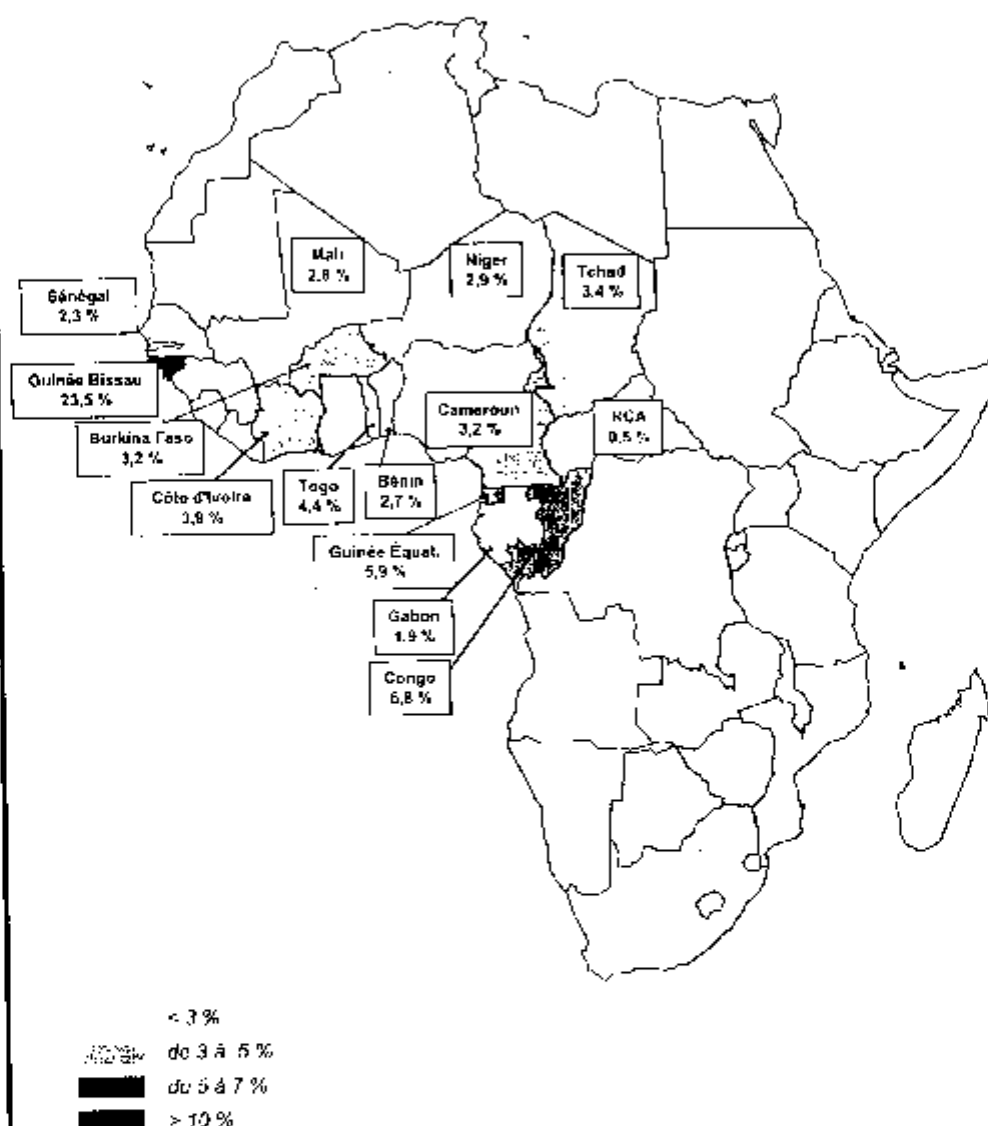 Mali
2,8 %
Niger
2,9 %
Tchad
3,4 %
Sénégal
2,3 %
Guinée Bissau
23,5 %
Burkina Faso
3,2 %
Cameroun
3,2 %
RCA
0,5 %
Côte d'Ivoire
3,9 %
Togo
4,4 %
Bénin
2,7 %
Guinée Équat.
5,9 %
Gabon
1,9 %
Congo
6,8 %
< 3 %
de 3 à 5 %
de 5 à 7 %
> 10 %